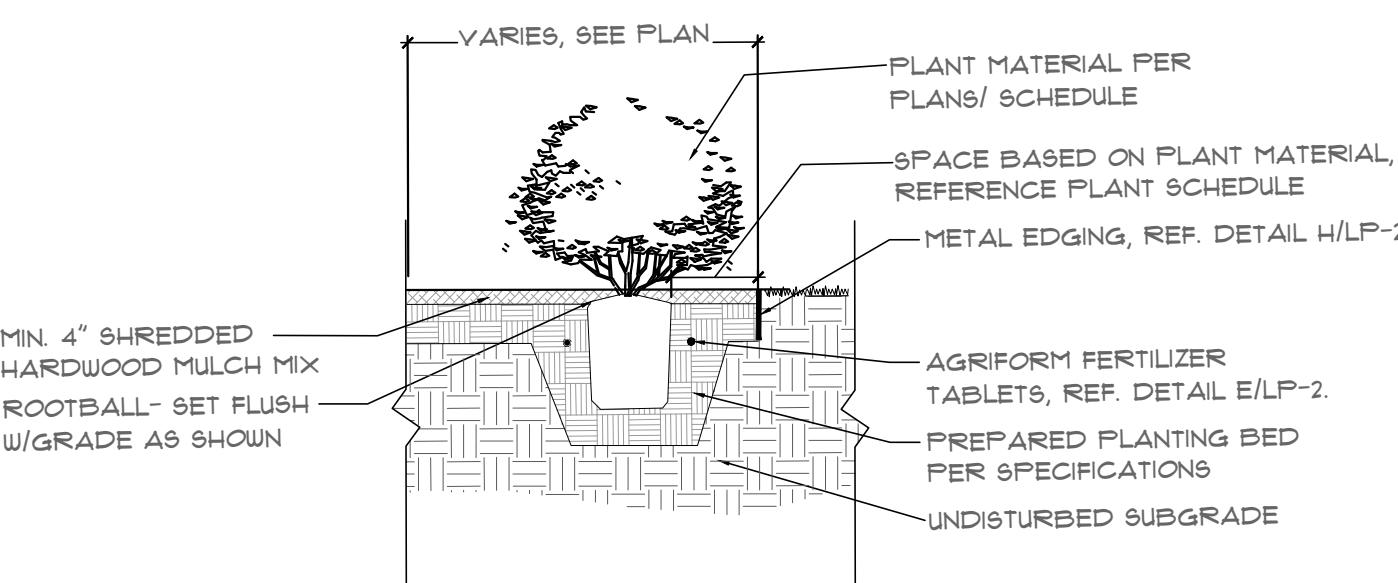 VARIES, SEE PLAN
PLANT MATERIAL PER
PLANS/ SCHEDULE
SPACE BASED ON PLANT MATERIAL,
REFERENCE PLANT SCHEDULE
METAL EDGING, REF. DETAIL H/LP-2
MIN. 4" SHREDDED
HARDWOOD MULCH MIX
ROOTBALL- SET FLUSH
W/GRADE AS SHOWN
AGRIFORM FERTILIZER
TABLETS, REF. DETAIL E/LP-2.
PREPARED PLANTING BED
PER SPECIFICATIONS
UNDISTURBED SUBGRADE